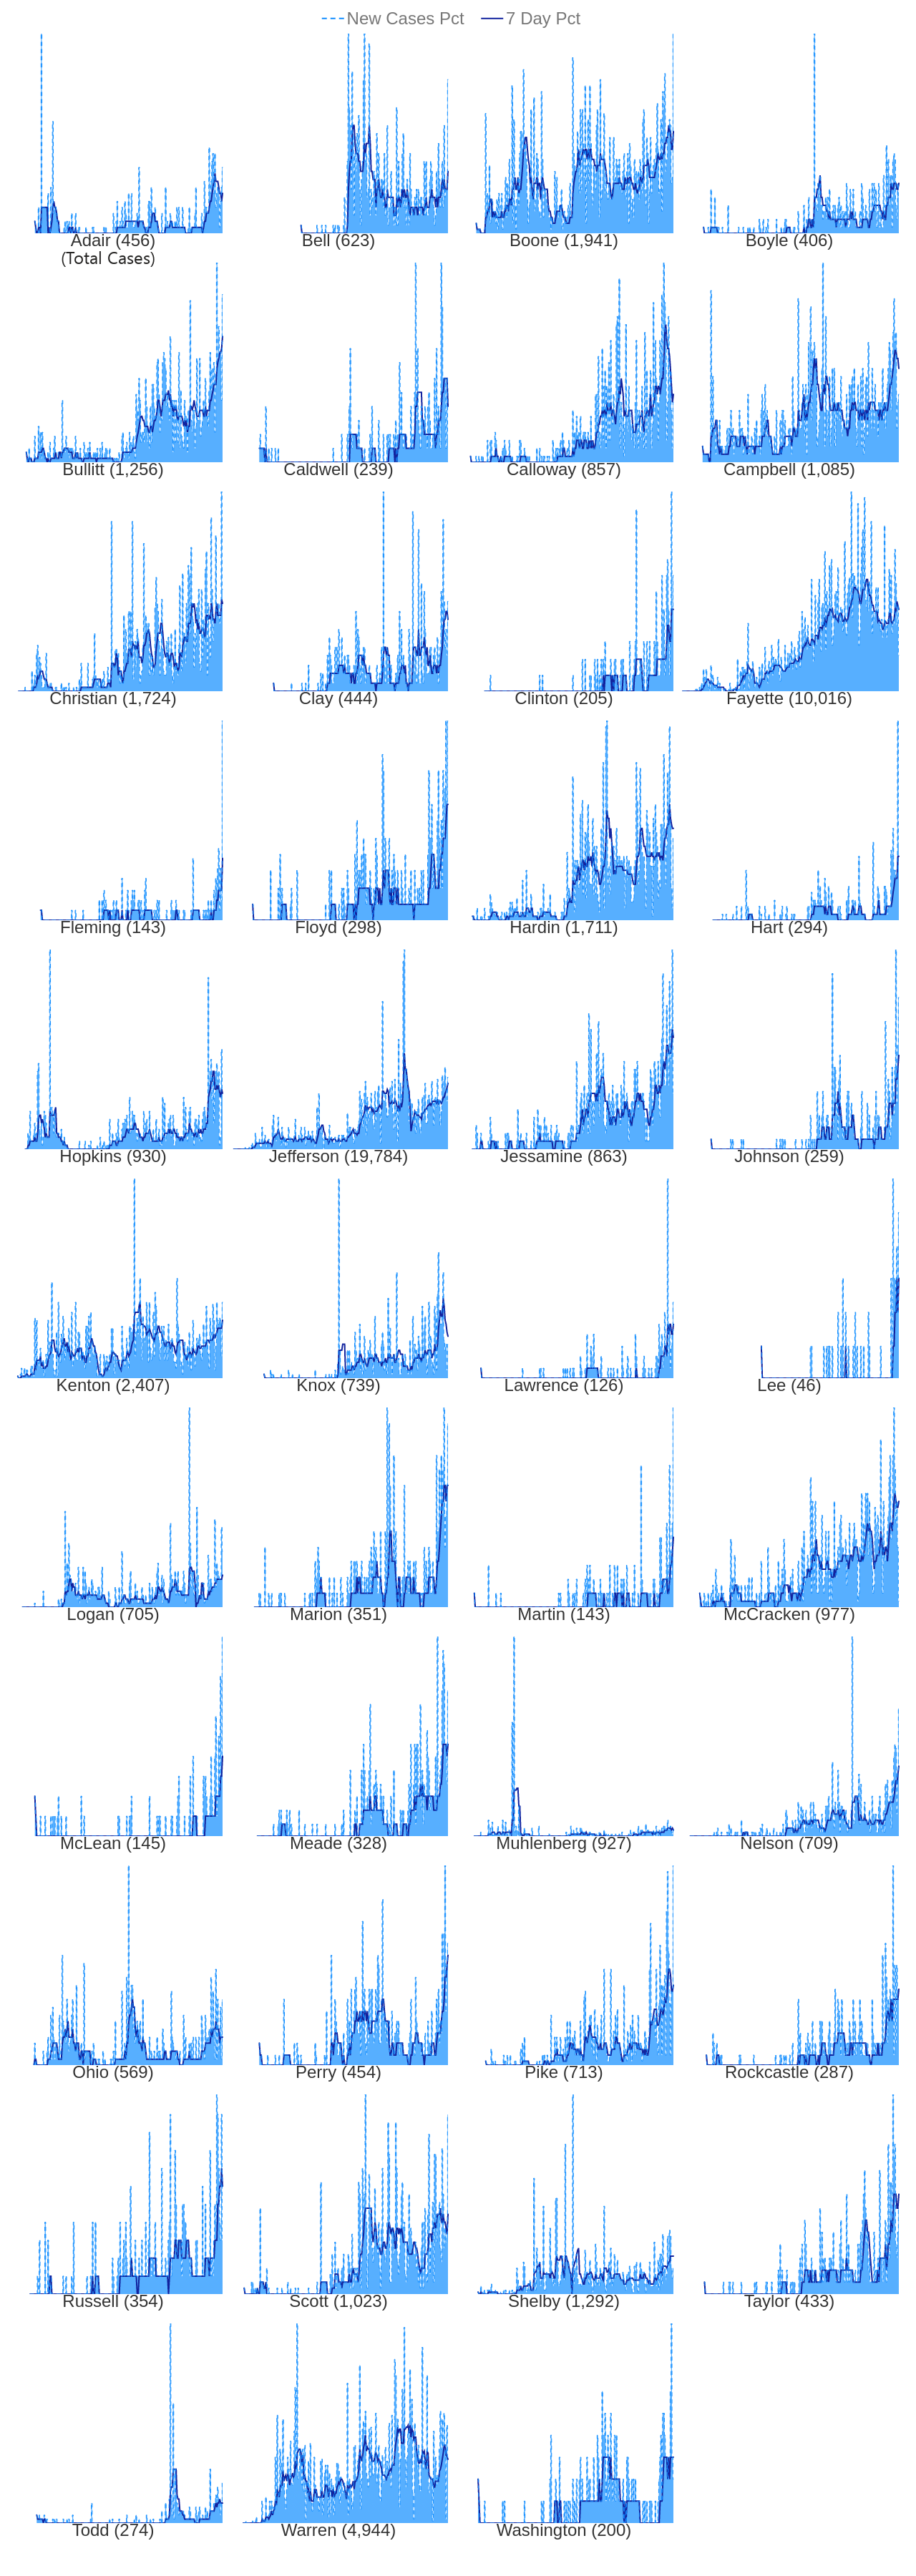 New Cases Pct 7 Day Pct
Adair (456) Bell (623) Boone (1,941) Boyle (406)
(Total Cases)
Bullitt (1,256) Caldwell (239) Calloway (857) Campbell (1,085)
Christian (1,724) Clay (444) Clinton (205) Fayette (10,016)
Fleming (143) Floyd (298) Hardin (1,711) Hart (294)
Hopkins (930) Jefferson (19,784) Jessamine (863) Johnson (259)
Kenton (2,407) Knox (739) Lawrence (126) Lee (46)
Logan (705) Marion (351) Martin (143) McCracken (977)
McLean (145) Meade (328) Muhlenberg (927) Nelson (709)
Ohio (569) Perry (454) Pike (713) Rockcastle (287)
Russell (354) Scott (1,023) Shelby (1,292) Taylor (433)
Todd (274) Warren (4,944) Washington (200)